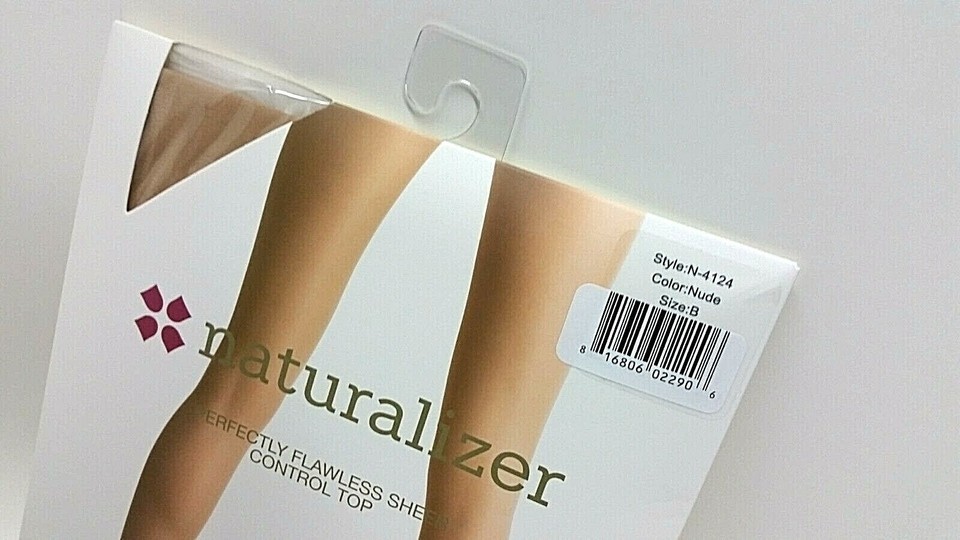 Style:N-4124
Color:Nude
Size:B
8 16806 02290 6
naturalizer
ERFECTLY FLAWLESS SHEE
CONTROL TOP